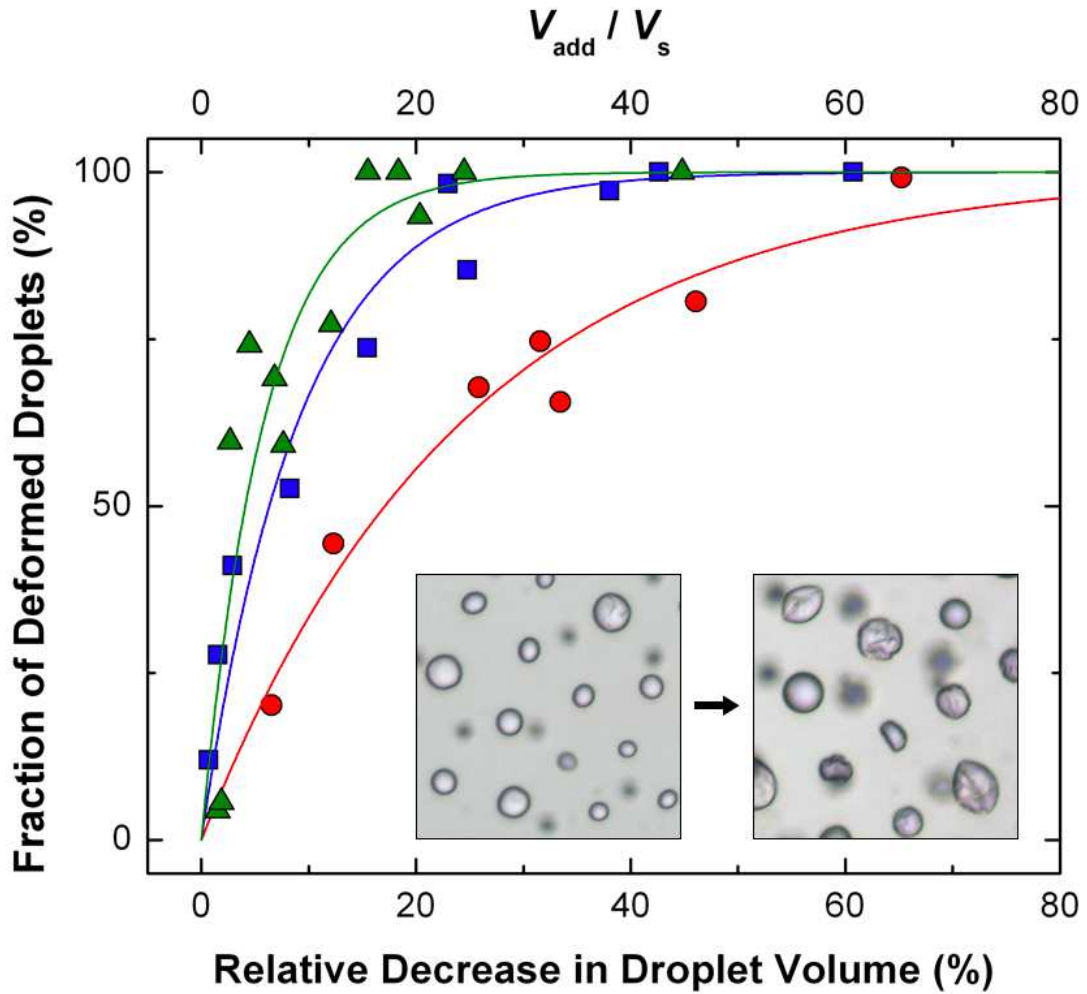 V_add / V_s
0 20 40 60 80
100
50
0
Fraction of Deformed Droplets (%)
0 20 40 60 80
Relative Decrease in Droplet Volume (%)